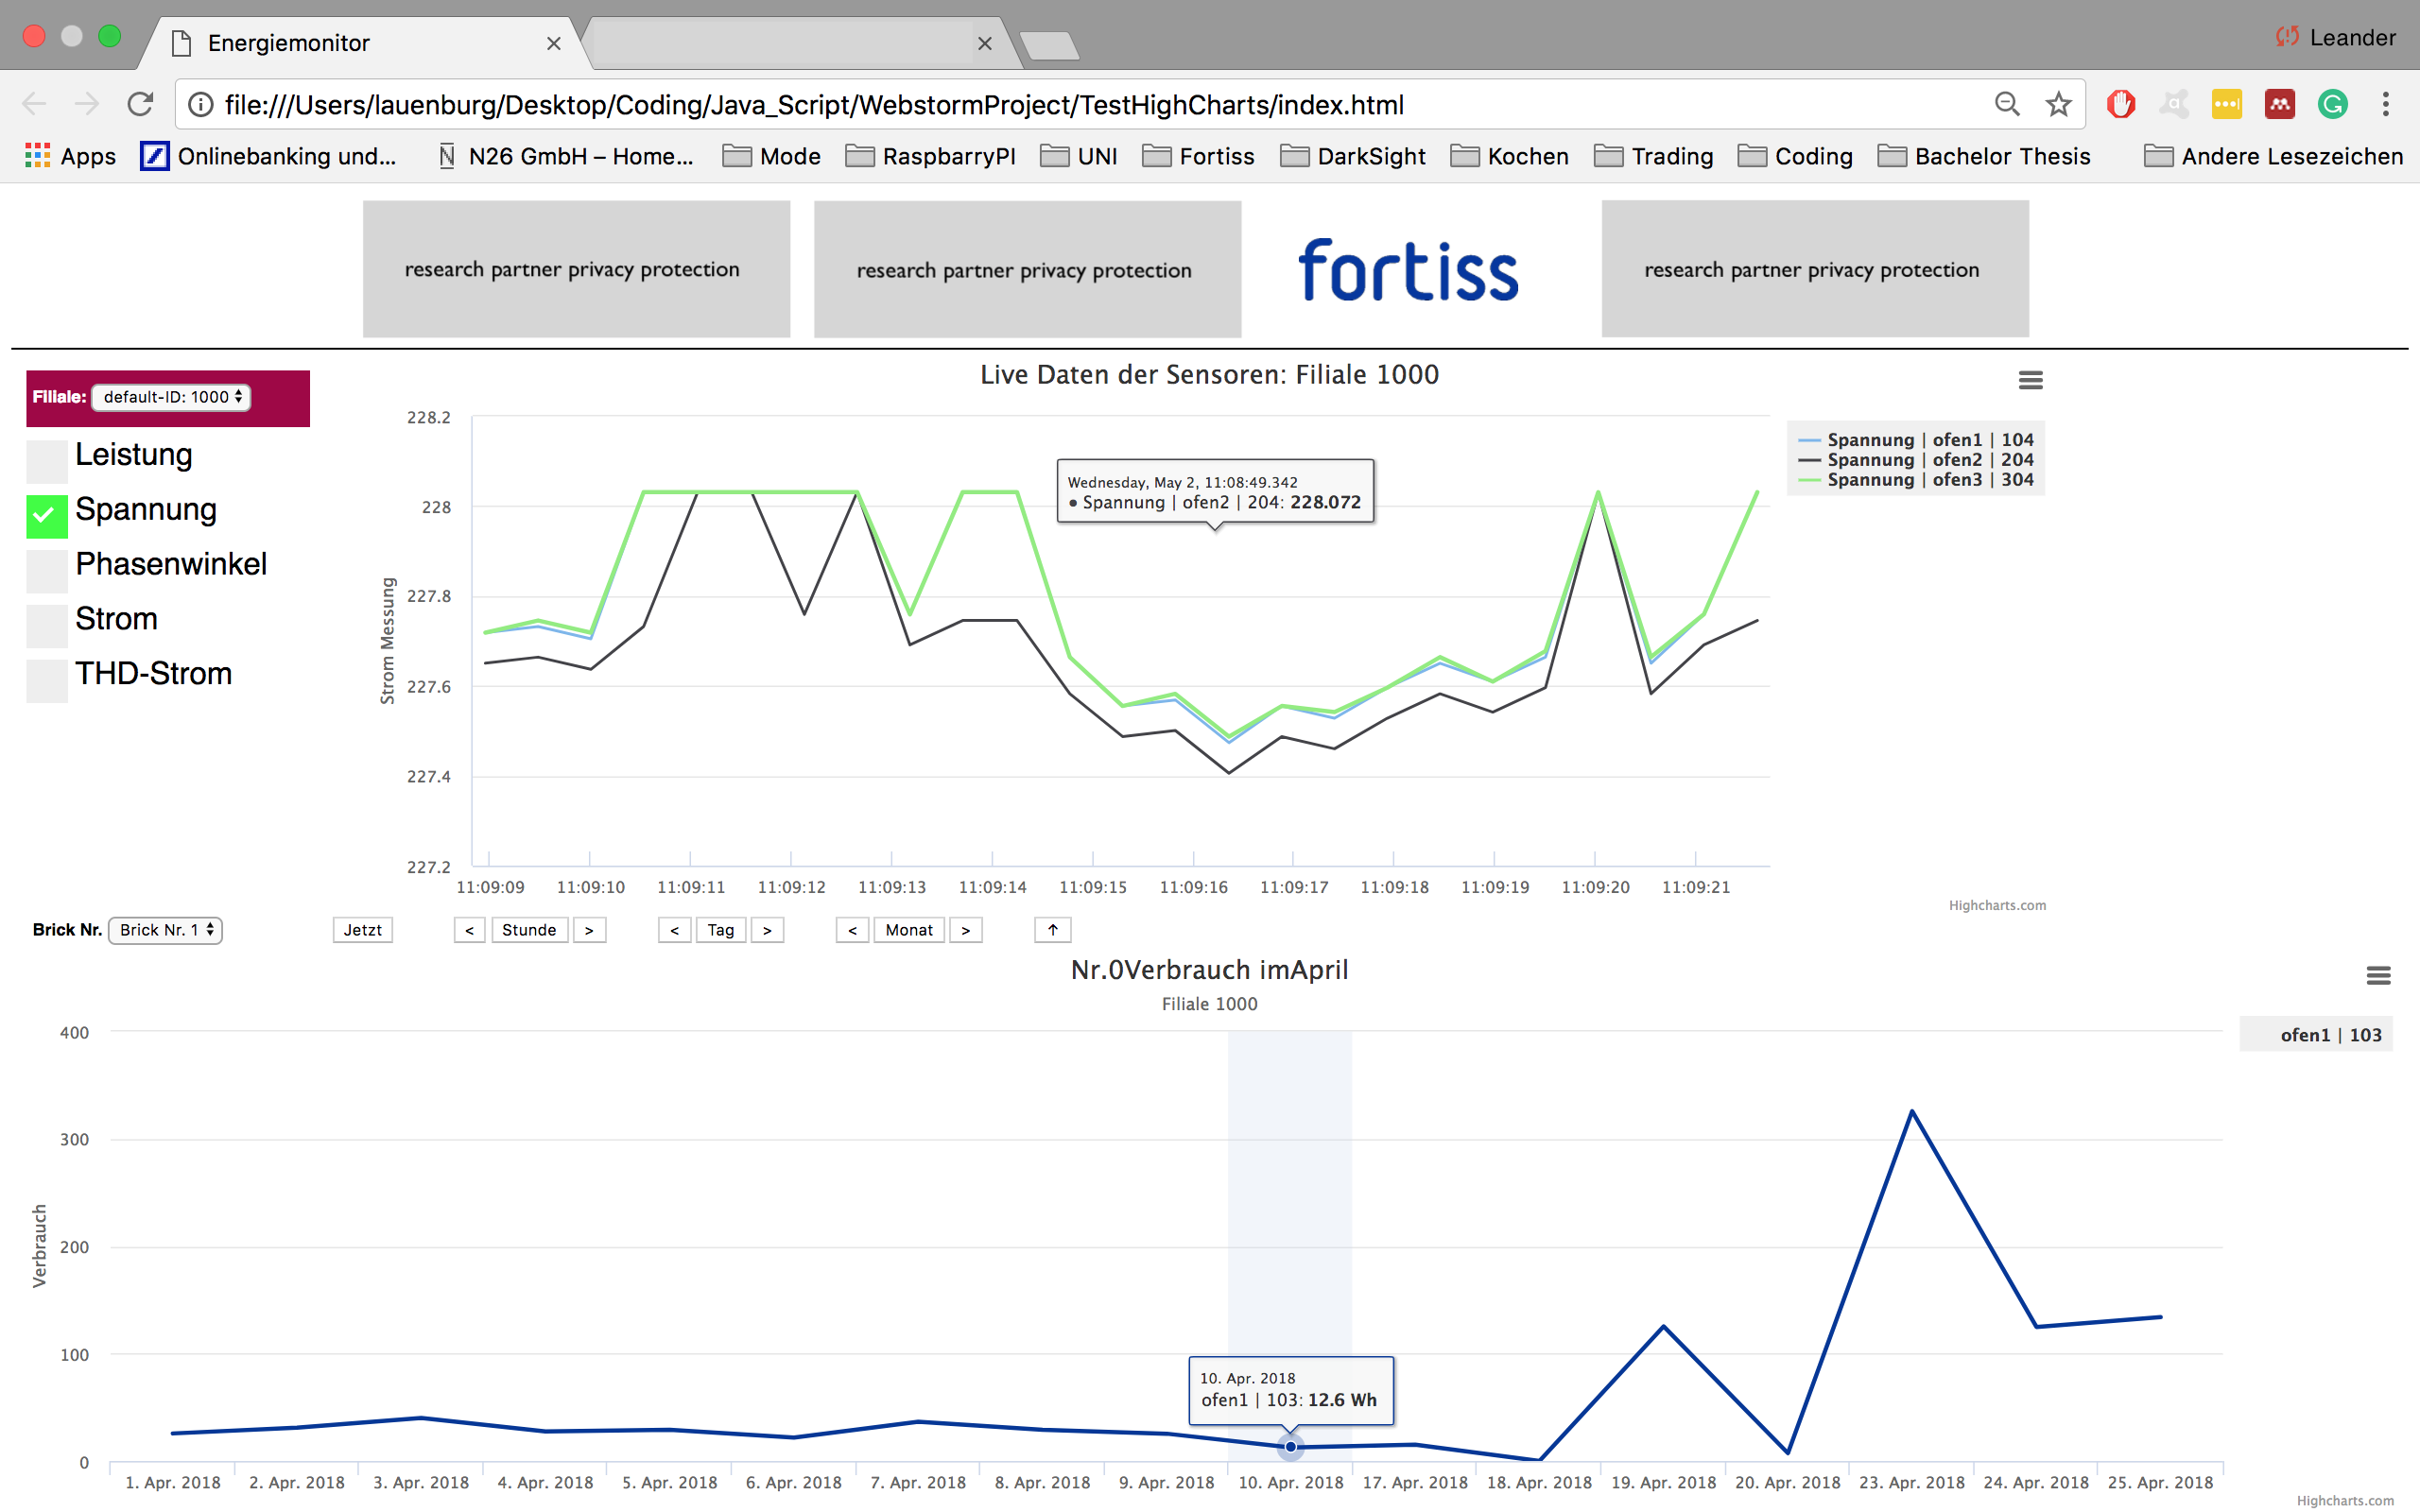 Energiemonitor
Leander
file:///Users/lauenburg/Desktop/Coding/Java_Script/WebstormProject/TestHighCharts/index.html
Apps Onlinebanking und... N26 GmbH – Home... Mode RaspbarryPI UNI Fortiss DarkSight Kochen Trading Coding Bachelor Thesis Andere Lesezeichen
research partner privacy protection research partner privacy protection fortiss research partner privacy protection
Filiale: default-ID: 1000
Leistung
Spannung
Phasenwinkel
Strom
THD-Strom
Live Daten der Sensoren: Filiale 1000
Strom Messung
228.2
228
227.8
227.6
227.4
227.2
Wednesday, May 2, 11:08:49.342
● Spannung | ofen2 | 204: 228.072
Spannung | ofen1 | 104
Spannung | ofen2 | 204
Spannung | ofen3 | 304
11:09:09 11:09:10 11:09:11 11:09:12 11:09:13 11:09:14 11:09:15 11:09:16 11:09:17 11:09:18 11:09:19 11:09:20 11:09:21
Highcharts.com
Brick Nr. Brick Nr. 1 Jetzt < Stunde > < Tag > < Monat > ↑
Nr.0Verbrauch imApril
Filiale 1000
Verbrauch
400
300
200
100
0
ofen1 | 103
10. Apr. 2018
ofen1 | 103: 12.6 Wh
1. Apr. 2018 2. Apr. 2018 3. Apr. 2018 4. Apr. 2018 5. Apr. 2018 6. Apr. 2018 7. Apr. 2018 8. Apr. 2018 9. Apr. 2018 10. Apr. 2018 17. Apr. 2018 18. Apr. 2018 19. Apr. 2018 20. Apr. 2018 23. Apr. 2018 24. Apr. 2018 25. Apr. 2018
Highcharts.com